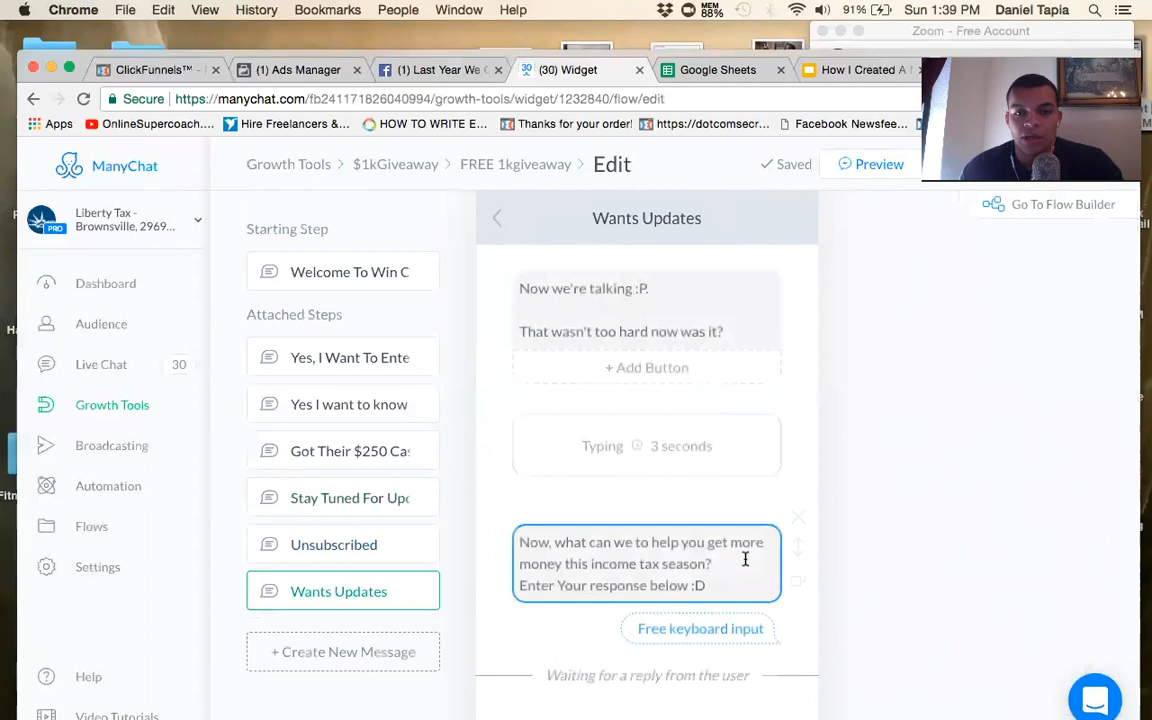 Chrome File Edit View History Bookmarks People Window Help MEM 88% 91% Sun 1:39 PM Daniel Tapia
Zoom - Free Account
ClickFunnels™ - (1) Ads Manager (1) Last Year We (30) Widget Google Sheets How I Created A
Secure https://manychat.com/fb241171826040994/growth-tools/widget/1232840/flow/edit
Apps OnlineSupercoach.... Hire Freelancers &... HOW TO WRITE E... Thanks for your order! https://dotcomsecr... Facebook Newsfee...
ManyChat
Growth Tools $1kGiveaway FREE 1kgiveaway Edit Saved Preview
Liberty Tax -
Brownsville, 2969...
PRO
Go To Flow Builder
Dashboard
Audience
Live Chat 30
Growth Tools
Broadcasting
Automation
Flows
Settings
Help
Video Tutorials
Starting Step
Welcome To Win C
Attached Steps
Yes, I Want To Ente
Yes I want to know
Got Their $250 Ca
Stay Tuned For Up
Unsubscribed
Wants Updates
+ Create New Message
Wants Updates
Now we're talking :P.
That wasn't too hard now was it?
+ Add Button
Typing 3 seconds
Now, what can we to help you get more
money this income tax season?
Enter Your response below :D
Free keyboard input
Waiting for a reply from the user